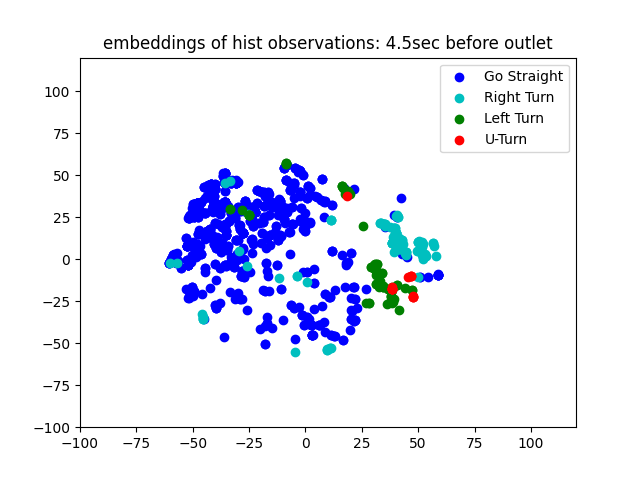 embeddings of hist observations: 4.5sec before outlet
Go Straight
Right Turn
Left Turn
U-Turn
100
75
50
25
0
−25
−50
−75
−100
−100 −75 −50 −25 0 25 50 75 100